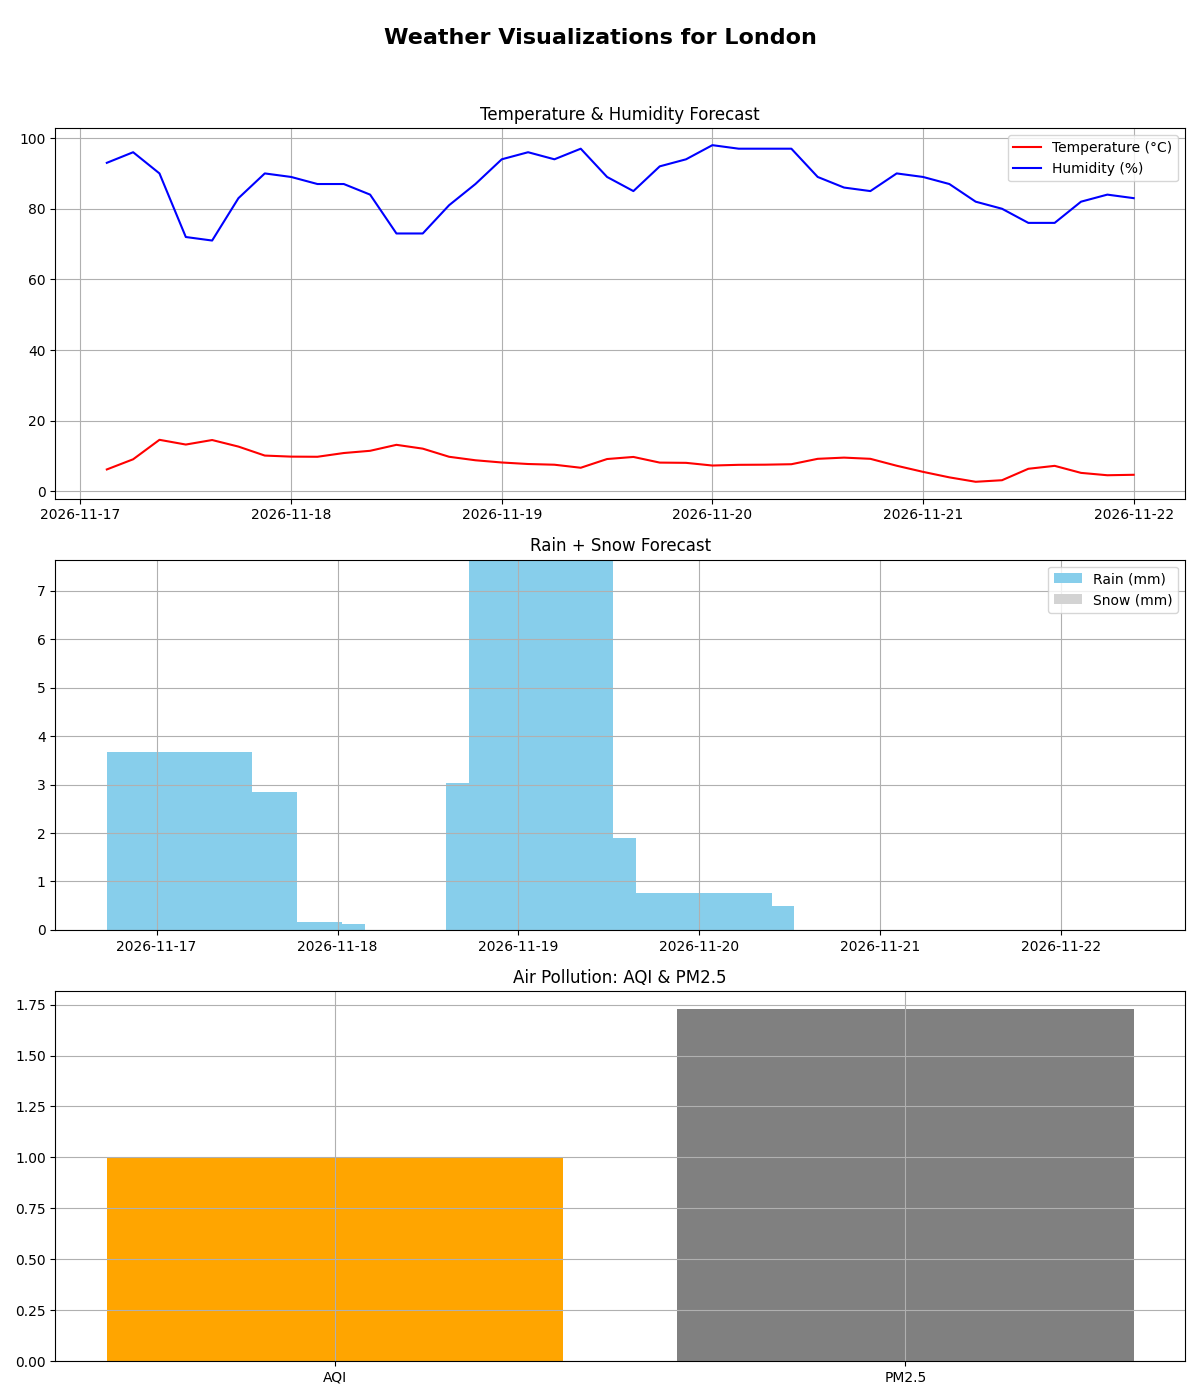 Weather Visualizations for London
Temperature & Humidity Forecast
100
80
60
40
20
0
Temperature (°C)
Humidity (%)
2026-11-17 2026-11-18 2026-11-19 2026-11-20 2026-11-21 2026-11-22
Rain + Snow Forecast
7
6
5
4
3
2
1
0
Rain (mm)
Snow (mm)
2026-11-17 2026-11-18 2026-11-19 2026-11-20 2026-11-21 2026-11-22
Air Pollution: AQI & PM2.5
1.75
1.50
1.25
1.00
0.75
0.50
0.25
0.00
AQI PM2.5